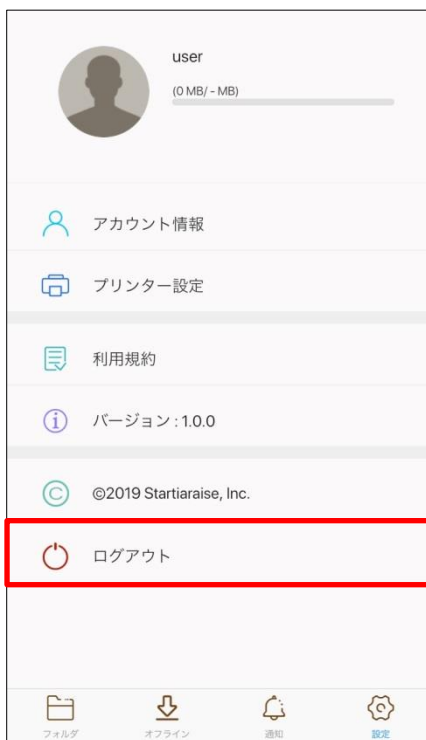 user
(0 MB/ - MB)
アカウント情報
プリンター設定
利用規約
バージョン : 1.0.0
©2019 Startiaraise, Inc.
ログアウト
フォルダ
オフライン
通知
設定